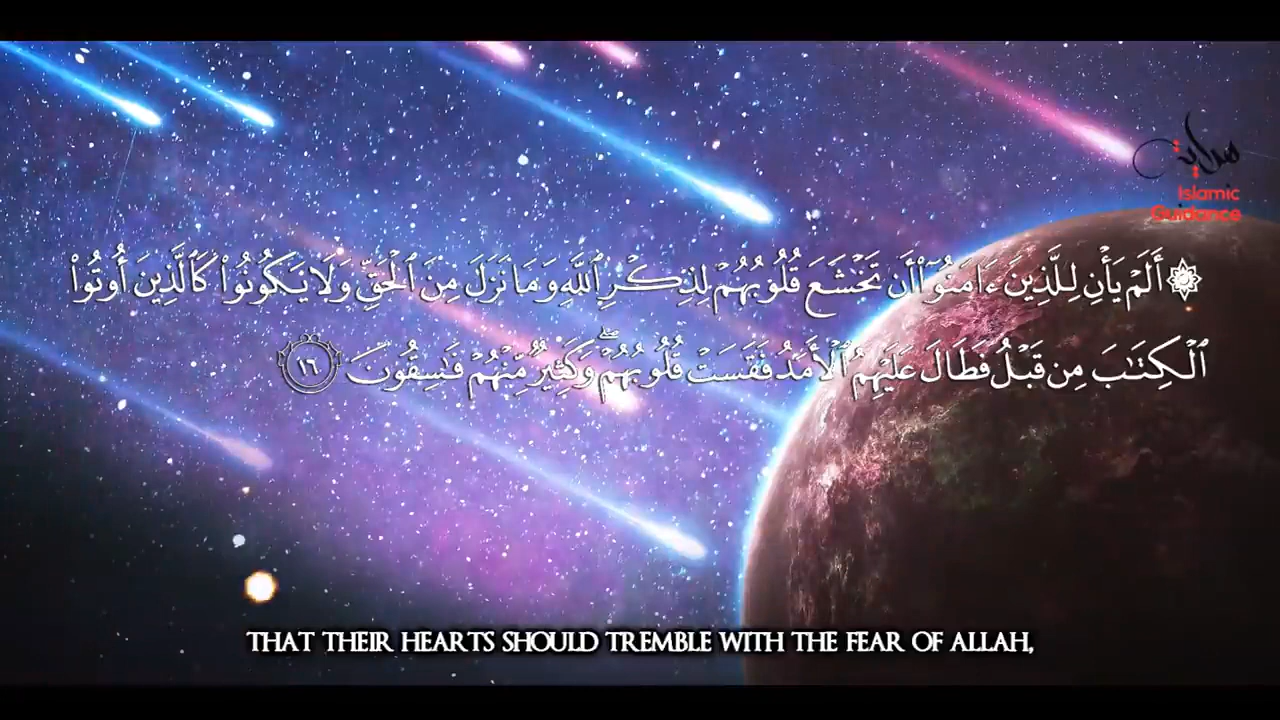 هداية
Islamic
Guidance
۞ أَلَمْ يَأْنِ لِلَّذِينَ ءَامَنُوٓا۟ أَن تَخْشَعَ قُلُوبُهُمْ لِذِكْرِ ٱللَّهِ وَمَا نَزَلَ مِنَ ٱلْحَقِّ وَلَا يَكُونُوا۟ كَٱلَّذِينَ أُوتُوا۟
ٱلْكِتَـٰبَ مِن قَبْلُ فَطَالَ عَلَيْهِمُ ٱلْأَمَدُ فَقَسَتْ قُلُوبُهُمْ ۖ وَكَثِيرٌ مِّنْهُمْ فَـٰسِقُونَ ١٦
THAT THEIR HEARTS SHOULD TREMBLE WITH THE FEAR OF ALLAH,